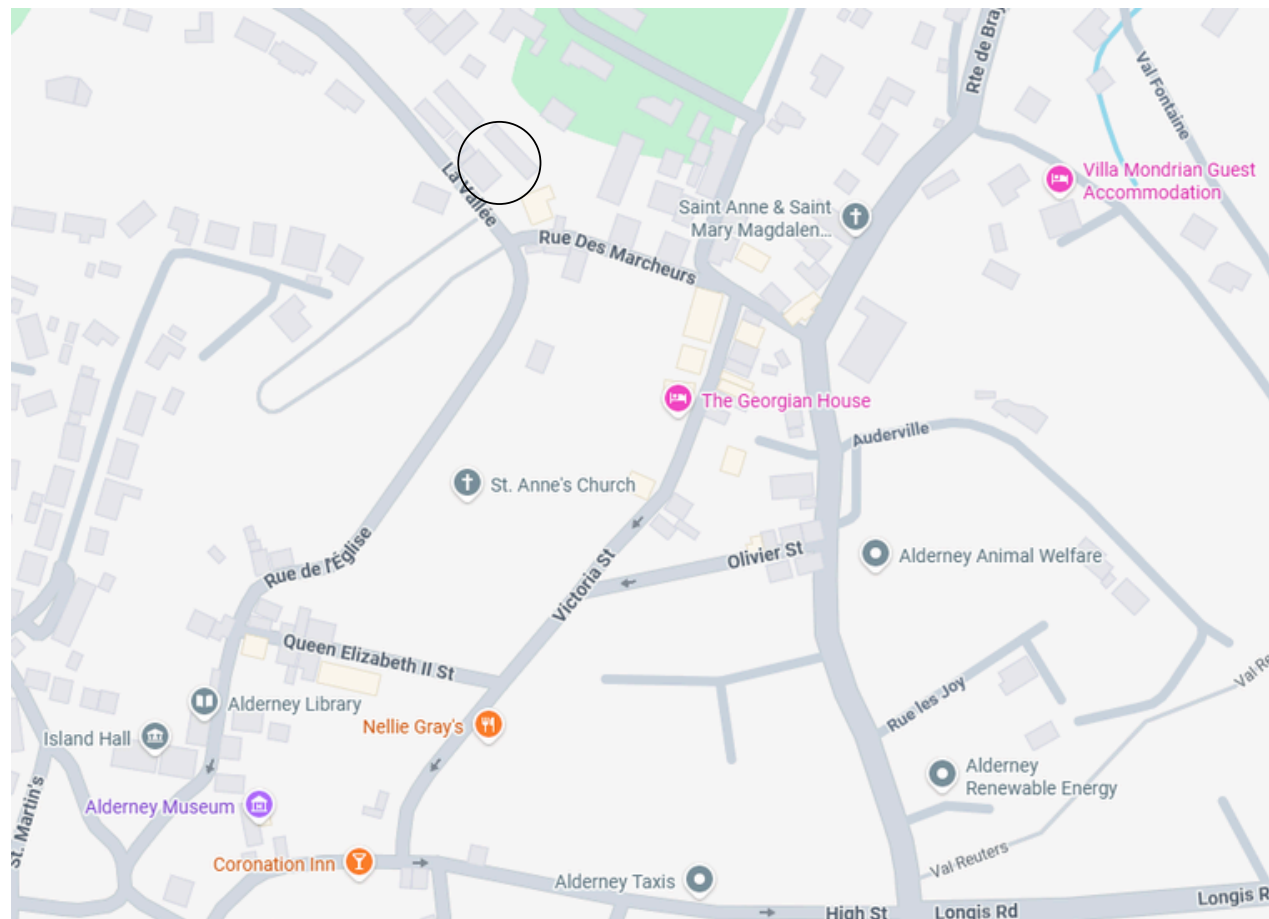 Rte de Bray
Val Fontaine
Villa Mondrian Guest
Accommodation
La Vallée
Saint Anne & Saint
Mary Magdalen...
Rue Des Marcheurs
The Georgian House
Auderville
St. Anne's Church
Olivier St
Alderney Animal Welfare
Rue de l'Église
Victoria St
Queen Elizabeth II St
Val Re
Alderney Library
Rue les Joy
Nellie Gray's
Island Hall
Alderney
Renewable Energy
Alderney Museum
St. Martin's
Coronation Inn
Val Reuters
Alderney Taxis
High St
Longis Rd
Longis R